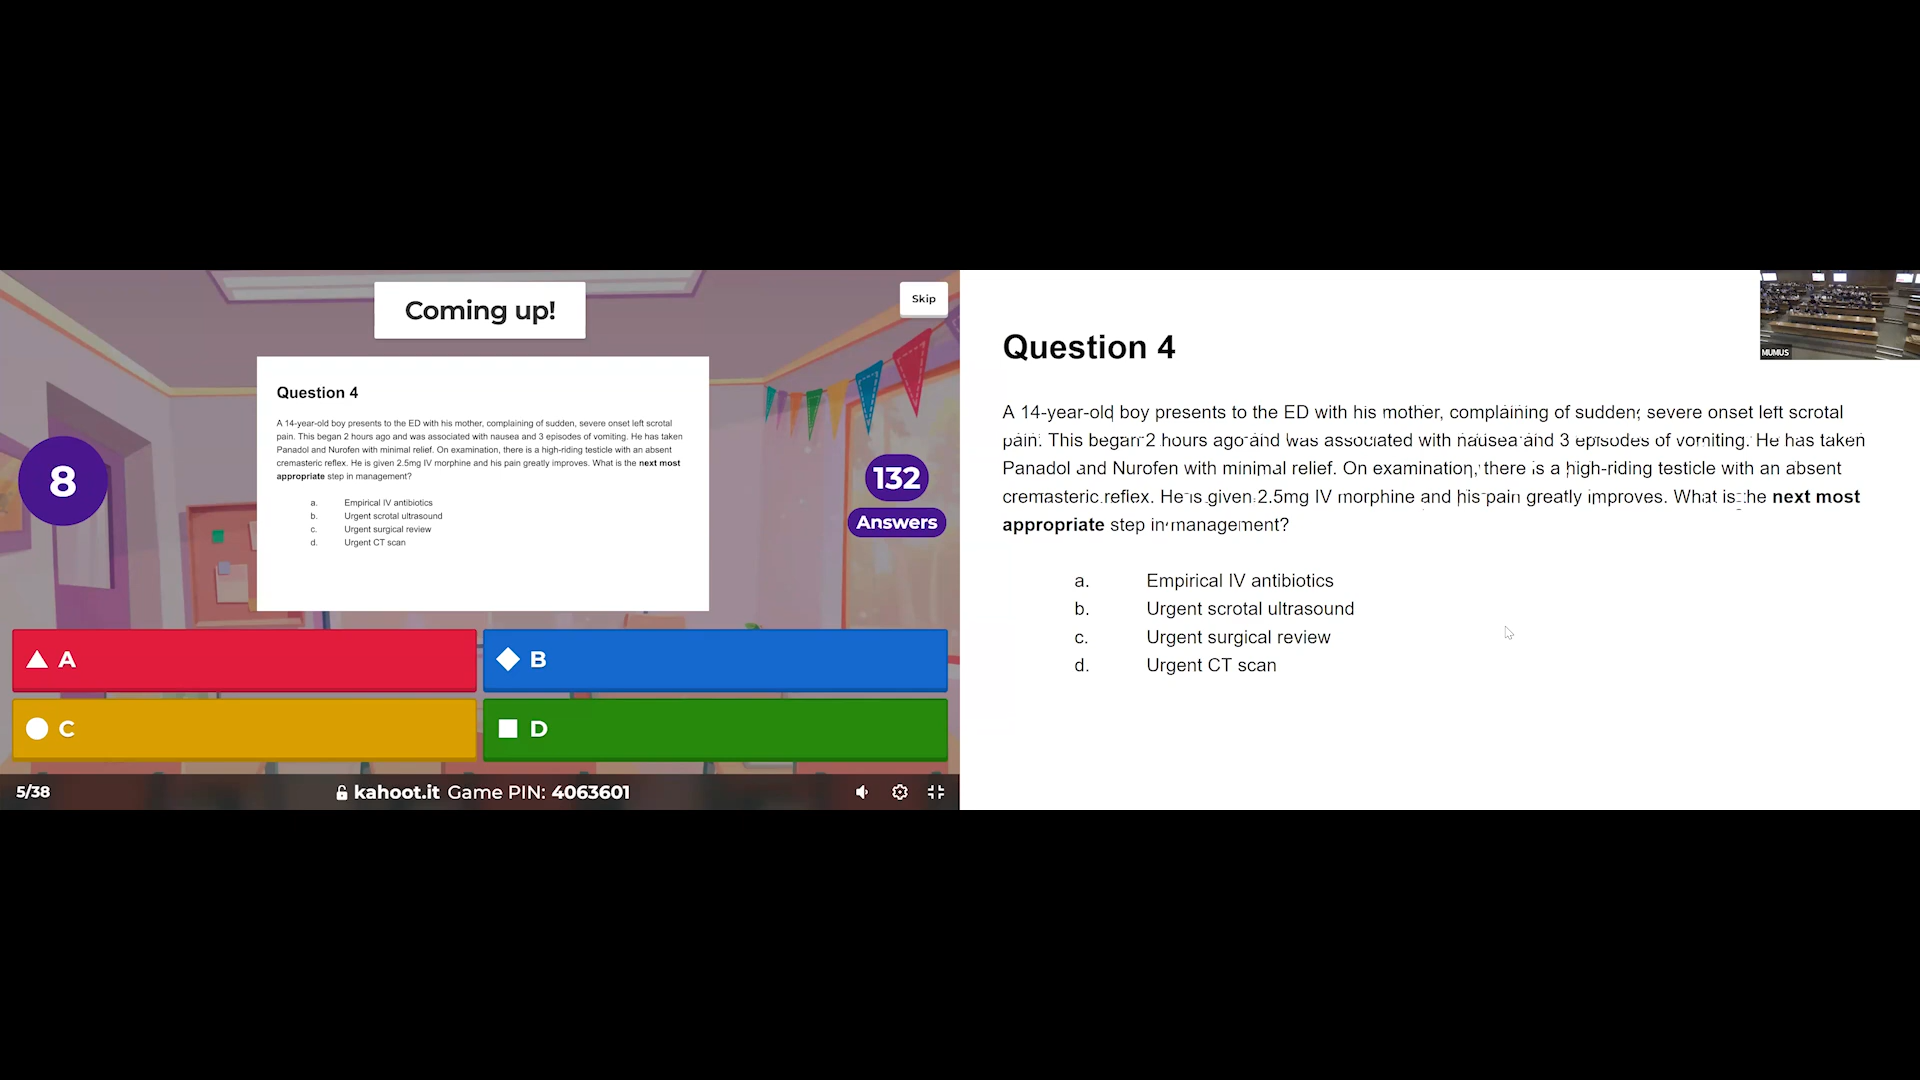 Coming up!
Skip
Question 4
A 14-year-old boy presents to the ED with his mother, complaining of sudden, severe onset left scrotal
pain. This began 2 hours ago and was associated with nausea and 3 episodes of vomiting. He has taken
Panadol and Nurofen with minimal relief. On examination, there is a high-riding testicle with an absent
cremasteric reflex. He is given 2.5mg IV morphine and his pain greatly improves. What is the next most
appropriate step in management?
a. Empirical IV antibiotics
b. Urgent scrotal ultrasound
c. Urgent surgical review
d. Urgent CT scan
8
132
Answers
A
B
C
D
5/38
kahoot.it Game PIN: 4063601
MUMUS
Question 4
A 14-year-old boy presents to the ED with his mother, complaining of sudden, severe onset left scrotal
pain. This began 2 hours ago and was associated with nausea and 3 episodes of vomiting. He has taken
Panadol and Nurofen with minimal relief. On examination, there is a high-riding testicle with an absent
cremasteric reflex. He is given 2.5mg IV morphine and his pain greatly improves. What is the next most
appropriate step in management?
a. Empirical IV antibiotics
b. Urgent scrotal ultrasound
c. Urgent surgical review
d. Urgent CT scan